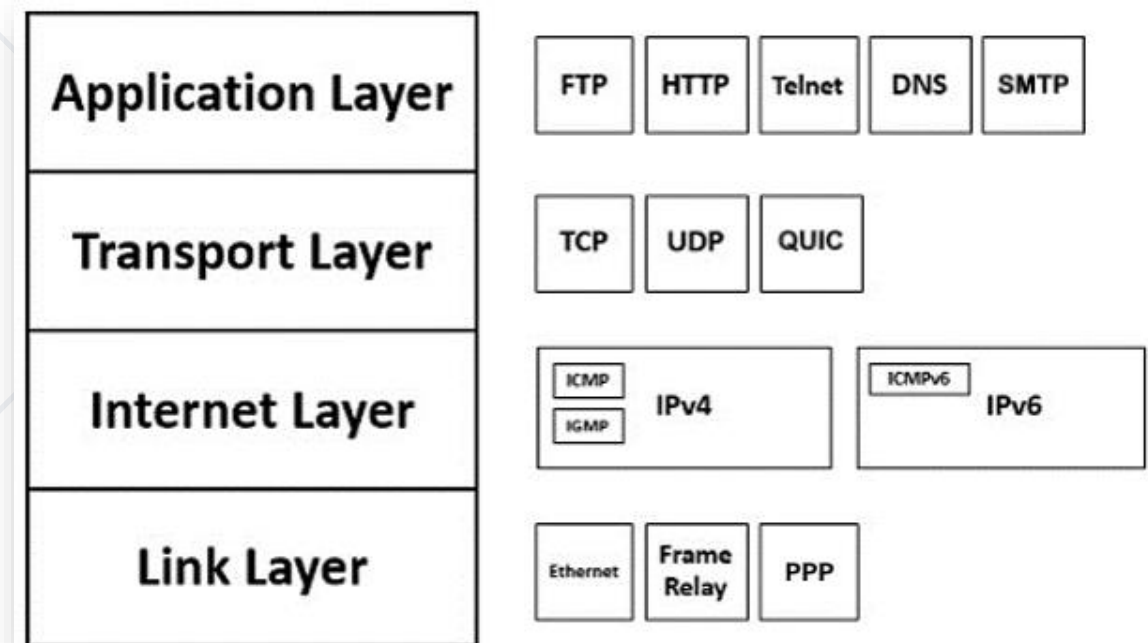 Application Layer
FTP
HTTP
Telnet
DNS
SMTP
Transport Layer
TCP
UDP
QUIC
Internet Layer
ICMP
IGMP
IPv4
ICMPv6
IPv6
Link Layer
Ethernet
Frame
Relay
PPP